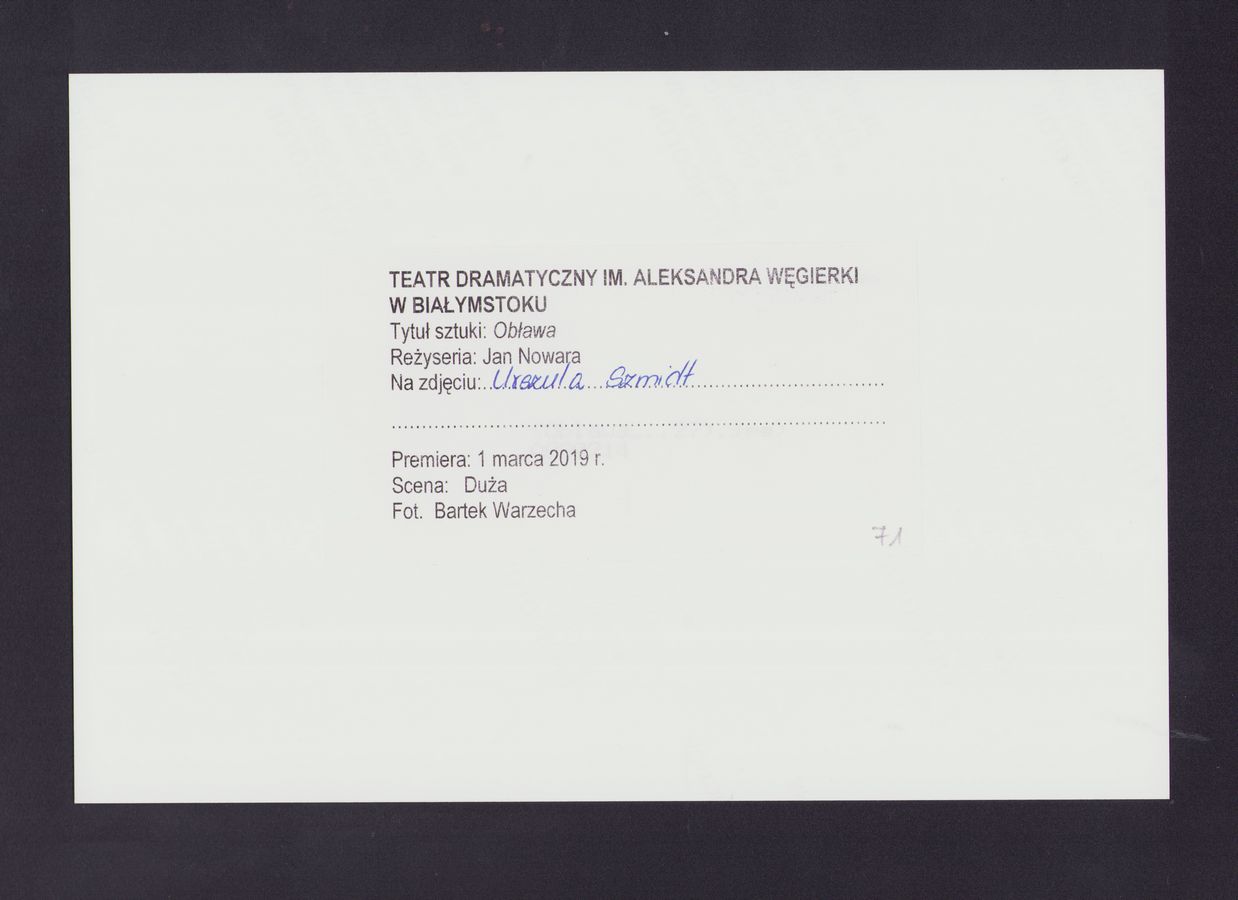 TEATR DRAMATYCZNY IM. ALEKSANDRA WĘGIERKI
W BIAŁYMSTOKU
Tytuł sztuki: Obława
Reżyseria: Jan Nowara
Na zdjęciu: Urszula Szmidt
Premiera: 1 marca 2019 r.
Scena: Duża
Fot. Bartek Warzecha
71